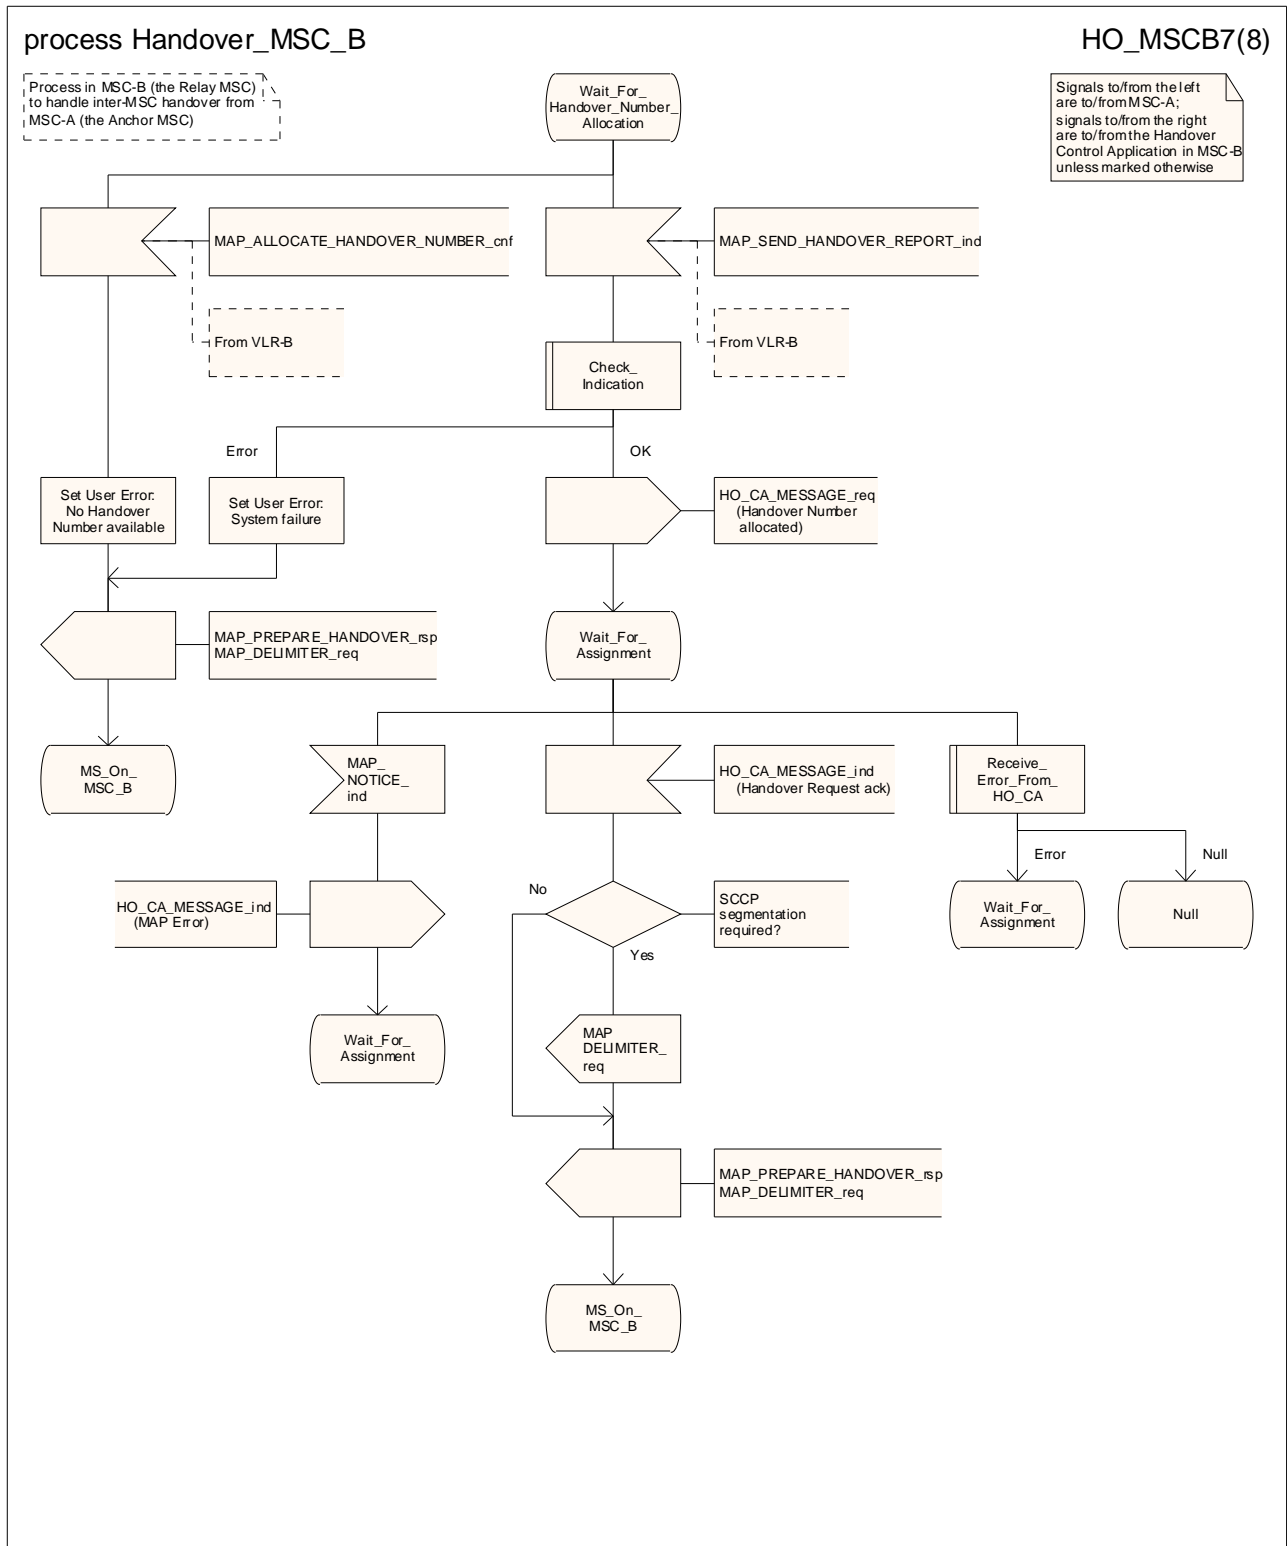 process Handover_MSC_B
HO_MSCB7(8)
Process in MSC-B (the Relay MSC)
to handle inter-MSC handover from
MSC-A (the Anchor MSC)
Wait_For_
Handover_Number_
Allocation
Signals to/from the left
are to/from MSC-A;
signals to/from the right
are to/from the Handover
Control Application in MSC-B
unless marked otherwise
MAP_ALLOCATE_HANDOVER_NUMBER_cnf
MAP_SEND_HANDOVER_REPORT_ind
From VLR-B
From VLR-B
Check_
Indication
Error
OK
Set User Error:
No Handover
Number available
Set User Error:
System failure
HO_CA_MESSAGE_req
(Handover Number
allocated)
MAP_PREPARE_HANDOVER_rsp
MAP_DELIMITER_req
Wait_For_
Assignment
MS_On_
MSC_B
MAP_
NOTICE_
ind
HO_CA_MESSAGE_ind
(Handover Request ack)
Receive_
Error_From_
HO_CA
Error
Null
HO_CA_MESSAGE_ind
(MAP Error)
No
SCCP
segmentation
required?
Yes
Wait_For_
Assignment
Null
Wait_For_
Assignment
MAP
DELIMITER_
req
MAP_PREPARE_HANDOVER_rsp
MAP_DELIMITER_req
MS_On_
MSC_B